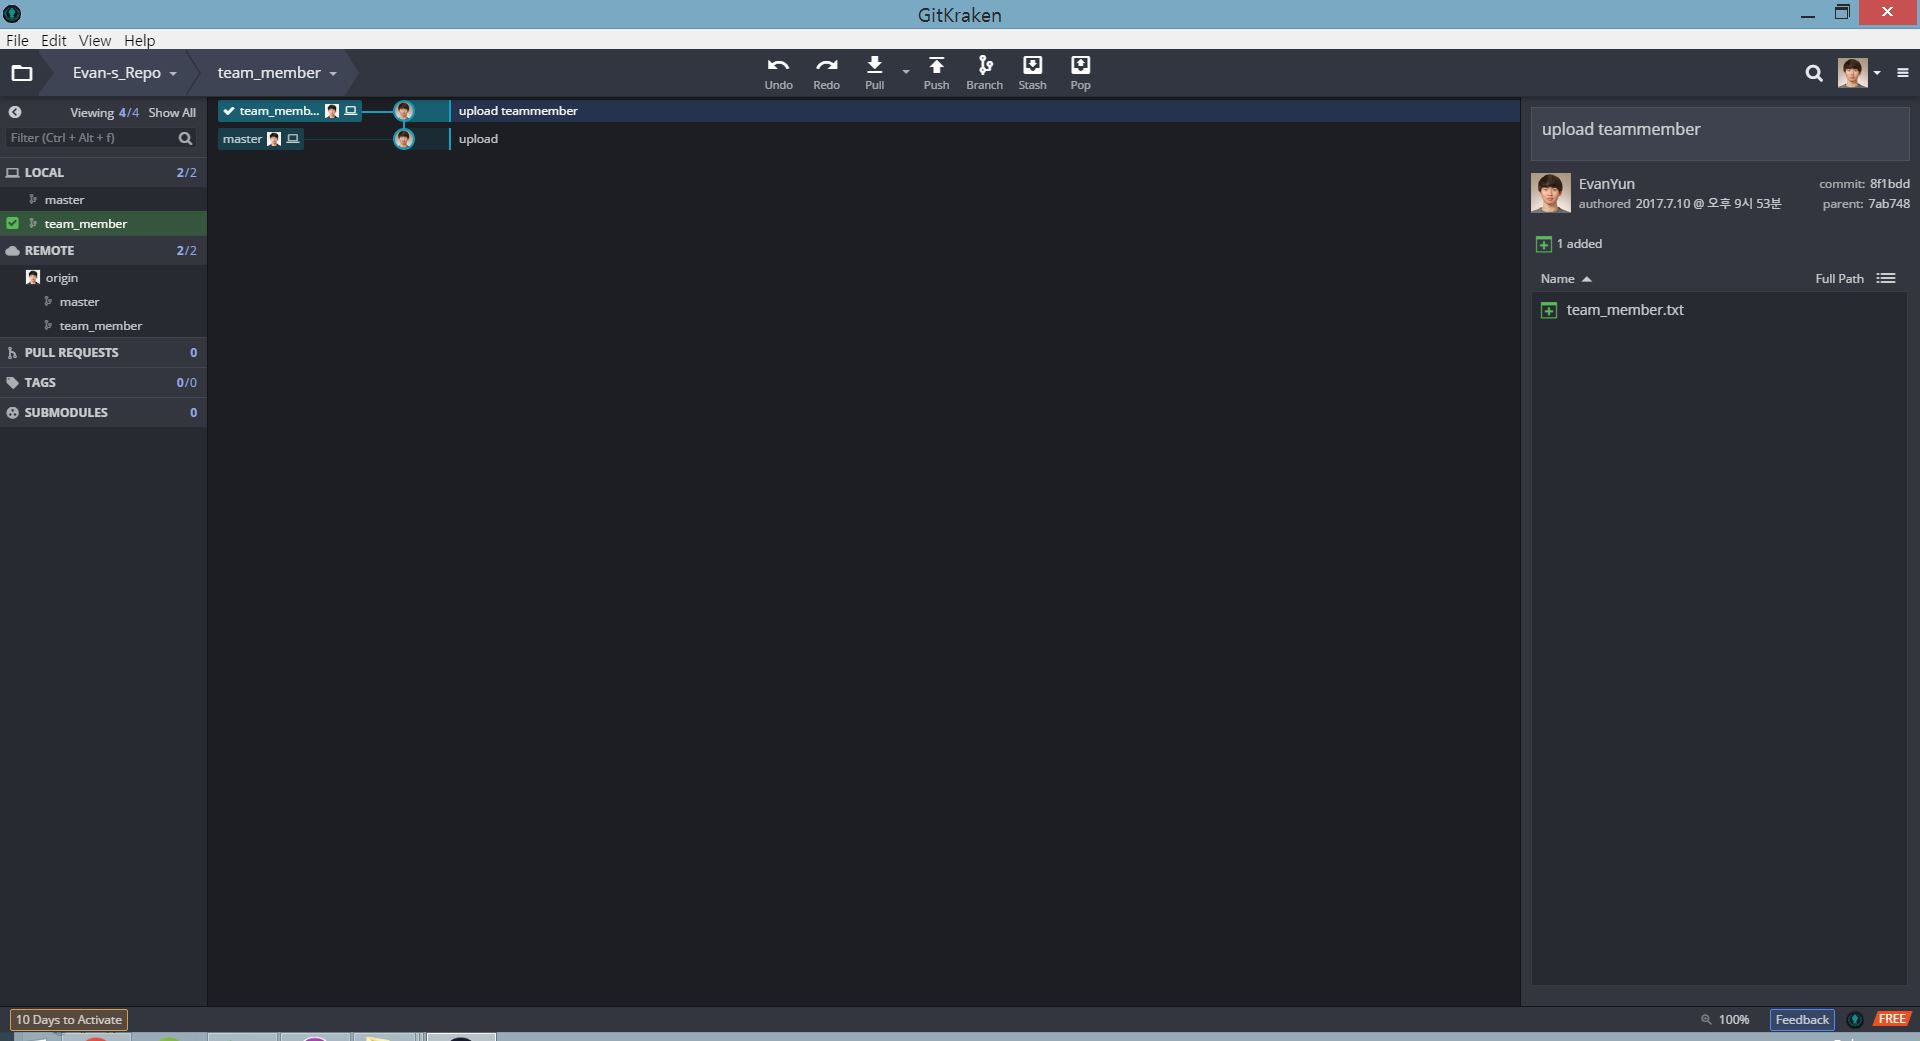 GitKraken
File Edit View Help
Evan-s_Repo team_member
Undo Redo Pull Push Branch Stash Pop
Viewing 4/4 Show All
Filter (Ctrl + Alt + f)
LOCAL 2/2
master
team_member
REMOTE 2/2
origin
master
team_member
PULL REQUESTS 0
TAGS 0/0
SUBMODULES 0
team_memb... upload teammember
master upload
upload teammember
EvanYun commit: 8f1bdd
authored 2017.7.10 @ 오후 9시 53분 parent: 7ab748
1 added
Name Full Path
team_member.txt
10 Days to Activate
100% Feedback FREE